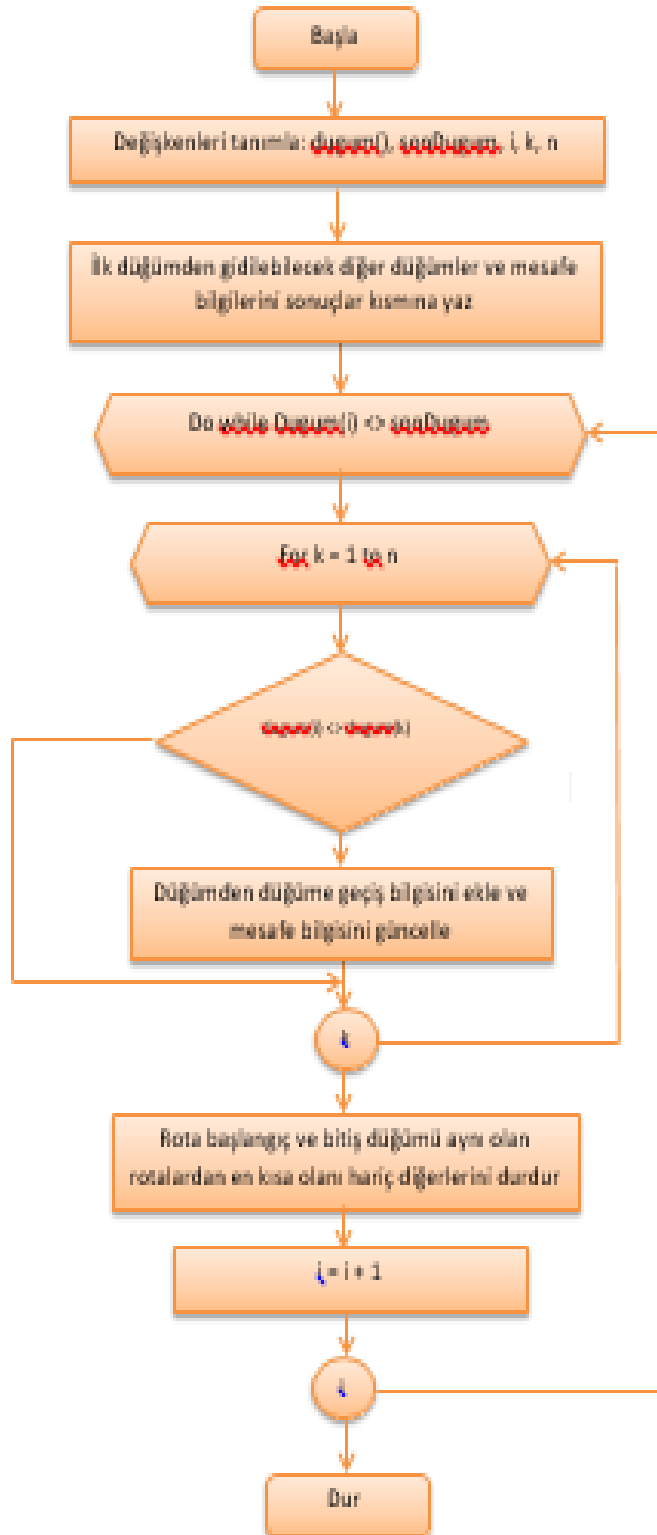 Başla
Değişkenleri tanımla: dugum(), sonDugum, i, k, n
İlk düğümden gidilebilecek diğer düğümler ve mesafe
bilgilerini sonuçlar kısmına yaz
Do while Dugum(i) <> sonDugum
For k = 1 to n
dugum(i) <> dugum(k)
Düğümden düğüme geçiş bilgisini ekle ve
mesafe bilgisini güncelle
k
Rota başlangıç ve bitiş düğümü aynı olan
rotalardan en kısa olanı hariç diğerlerini durdur
i = i + 1
i
Dur